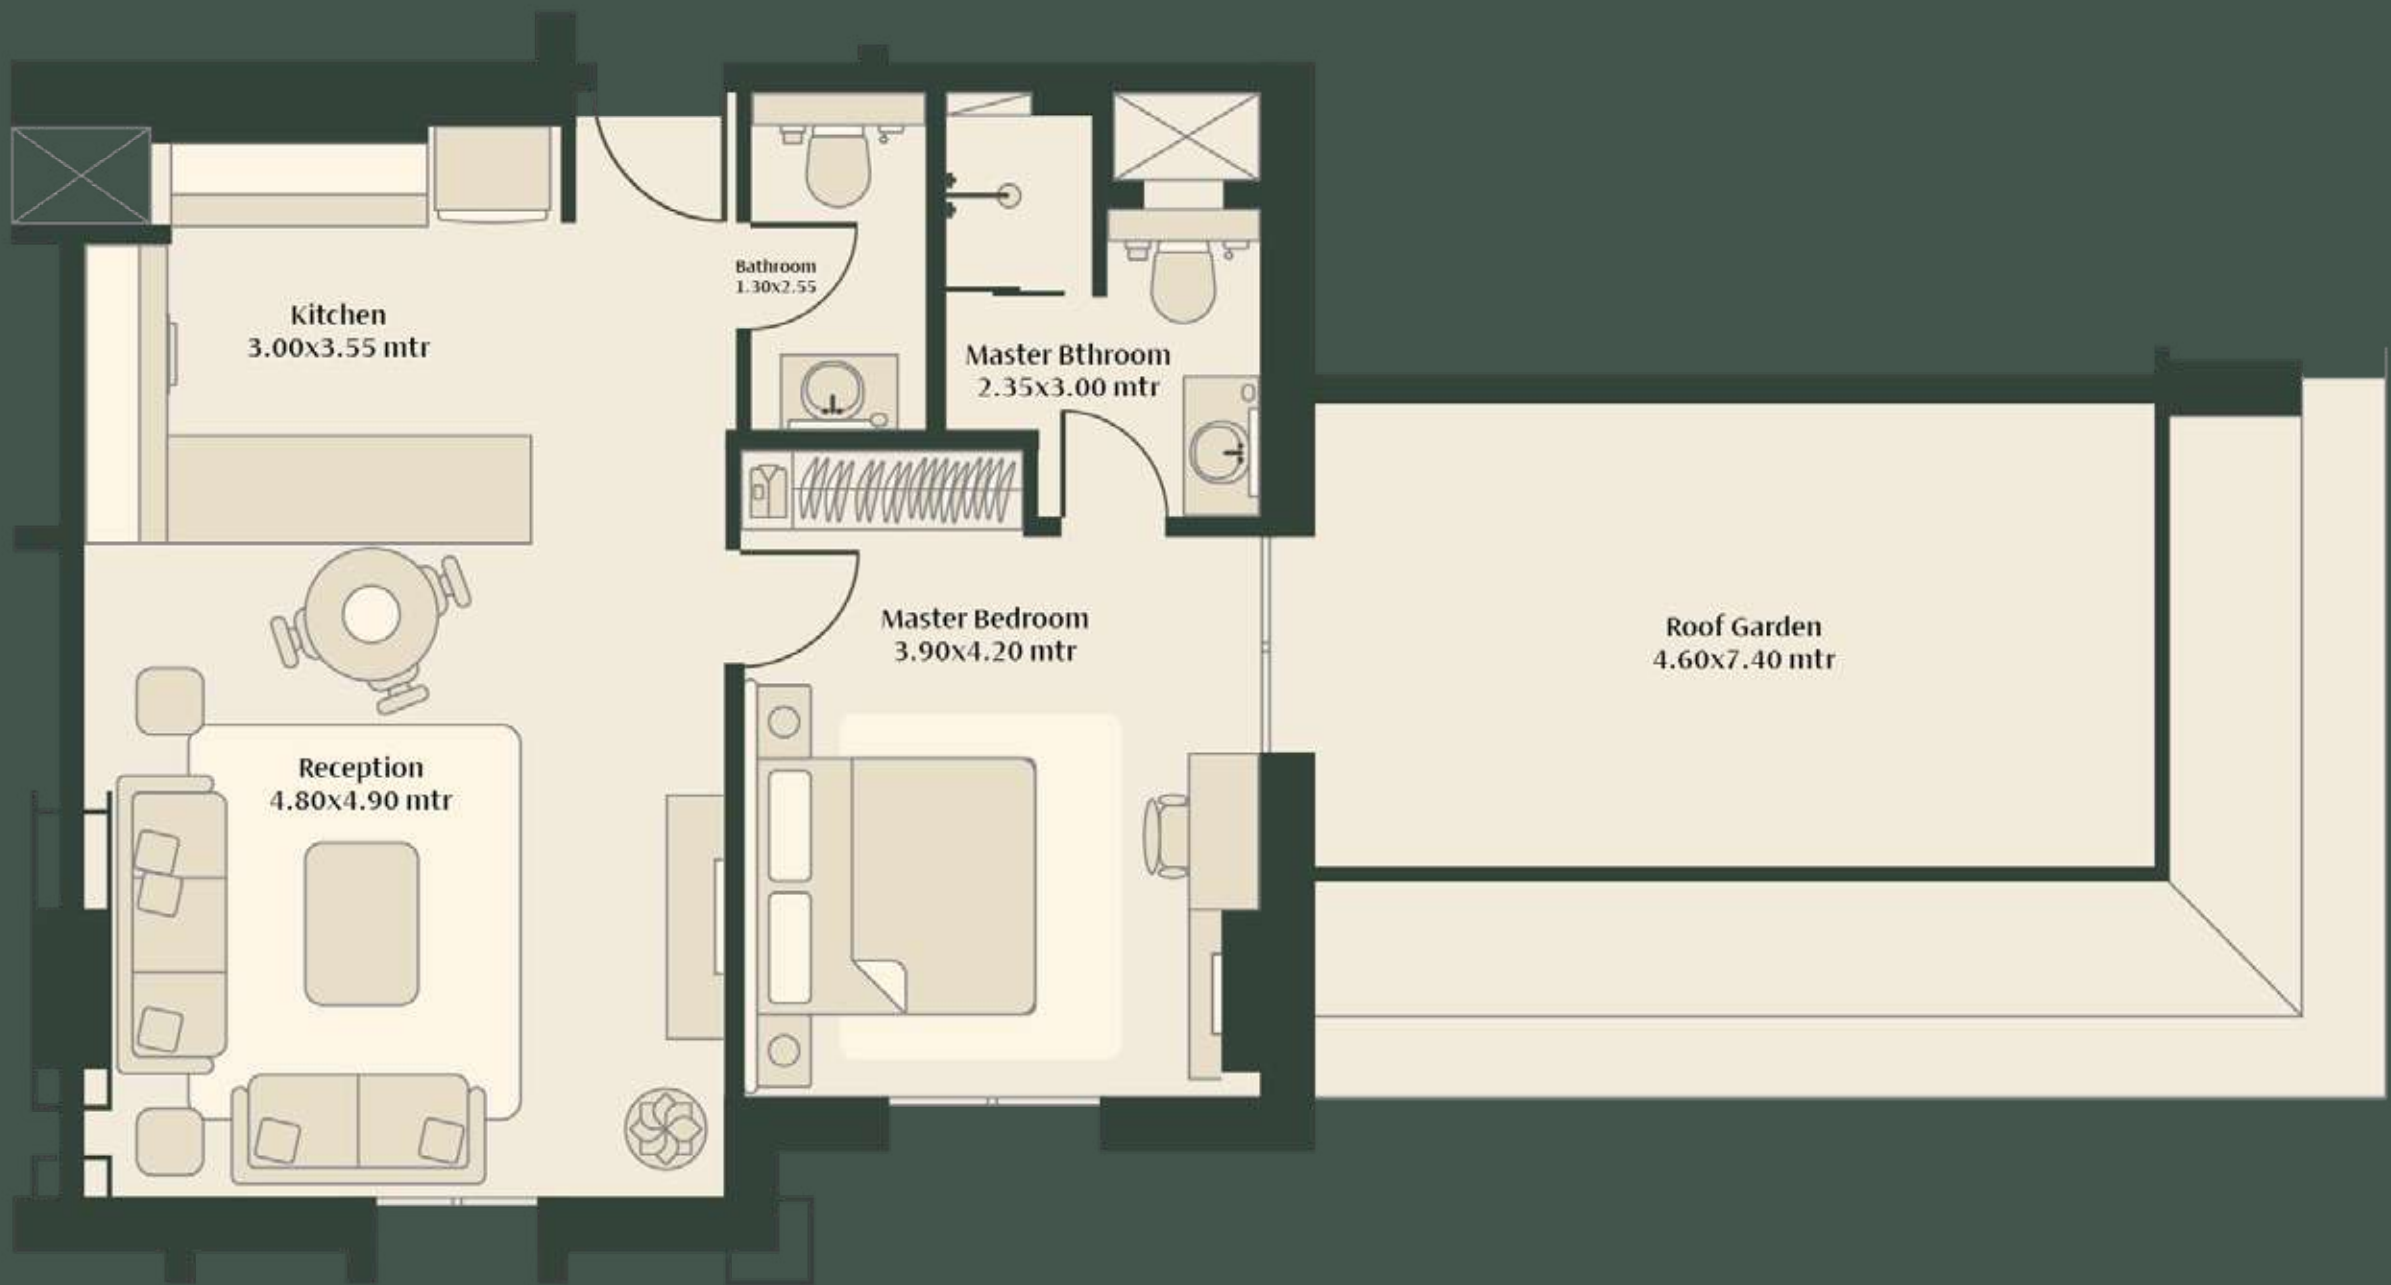 Bathroom
1.30x2.55
Kitchen
3.00x3.55 mtr
Master Bthroom
2.35x3.00 mtr
Master Bedroom
3.90x4.20 mtr
Roof Garden
4.60x7.40 mtr
Reception
4.80x4.90 mtr